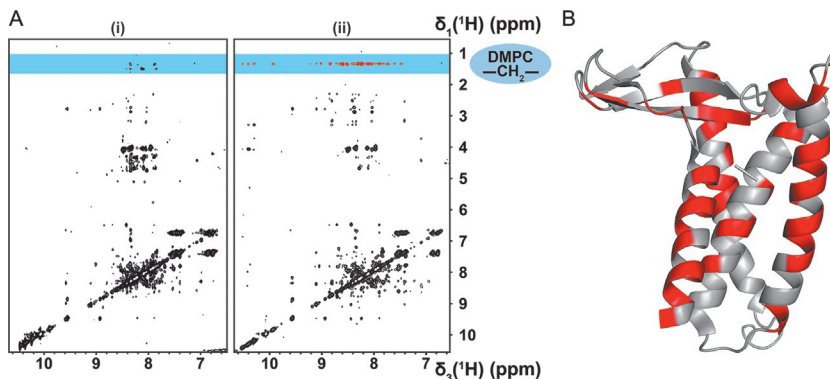 A
(i)
(ii)
δ₁(¹H) (ppm)
B
1
DMPC
—CH₂—
2
3
4
5
6
7
8
9
10
10 9 8 7
10 9 8 7
δ₃(¹H) (ppm)